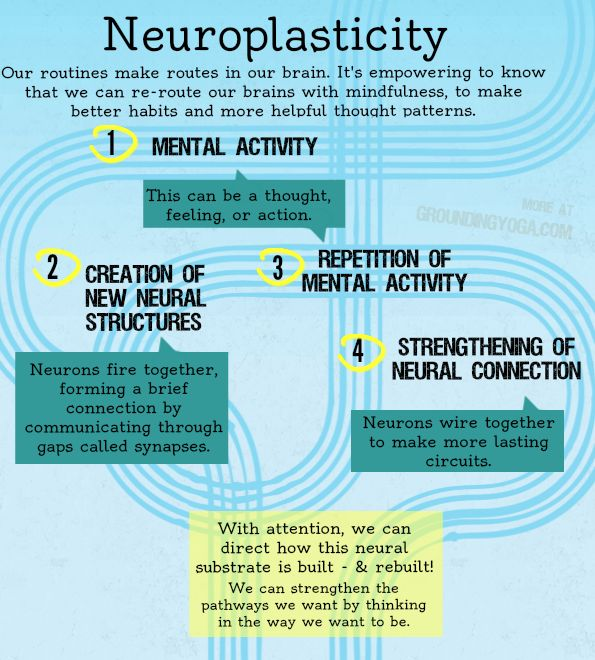 Neuroplasticity
Our routines make routes in our brain. It's empowering to know
that we can re-route our brains with mindfulness, to make
better habits and more helpful thought patterns.
1
MENTAL ACTIVITY
This can be a thought,
feeling, or action.
MORE AT
GROUNDINGYOGA.COM
2
CREATION OF
NEW NEURAL
STRUCTURES
Neurons fire together,
forming a brief
connection by
communicating through
gaps called synapses.
3
REPETITION OF
MENTAL ACTIVITY
4
STRENGTHENING OF
NEURAL CONNECTION
Neurons wire together
to make more lasting
circuits.
With attention, we can
direct how this neural
substrate is built - & rebuilt!
We can strengthen the
pathways we want by thinking
in the way we want to be.